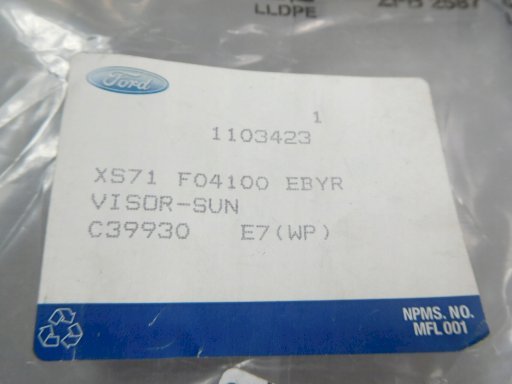 LLDPE
Ford
1
1103423
XS71 F04100 EBYR
VISOR-SUN
C39930 E7(WP)
NPMS. NO.
MFL 001